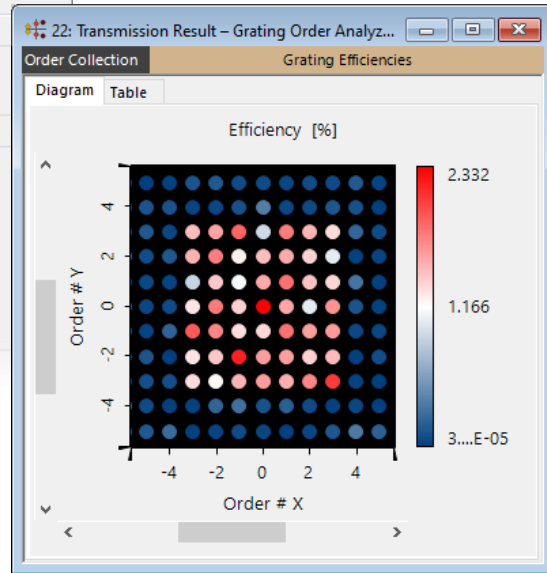 22: Transmission Result – Grating Order Analyz...
Order Collection Grating Efficiencies
Diagram Table
Efficiency [%]
2.332
1.166
3....E-05
Order # Y
4
2
0
-2
-4
-4 -2 0 2 4
Order # X